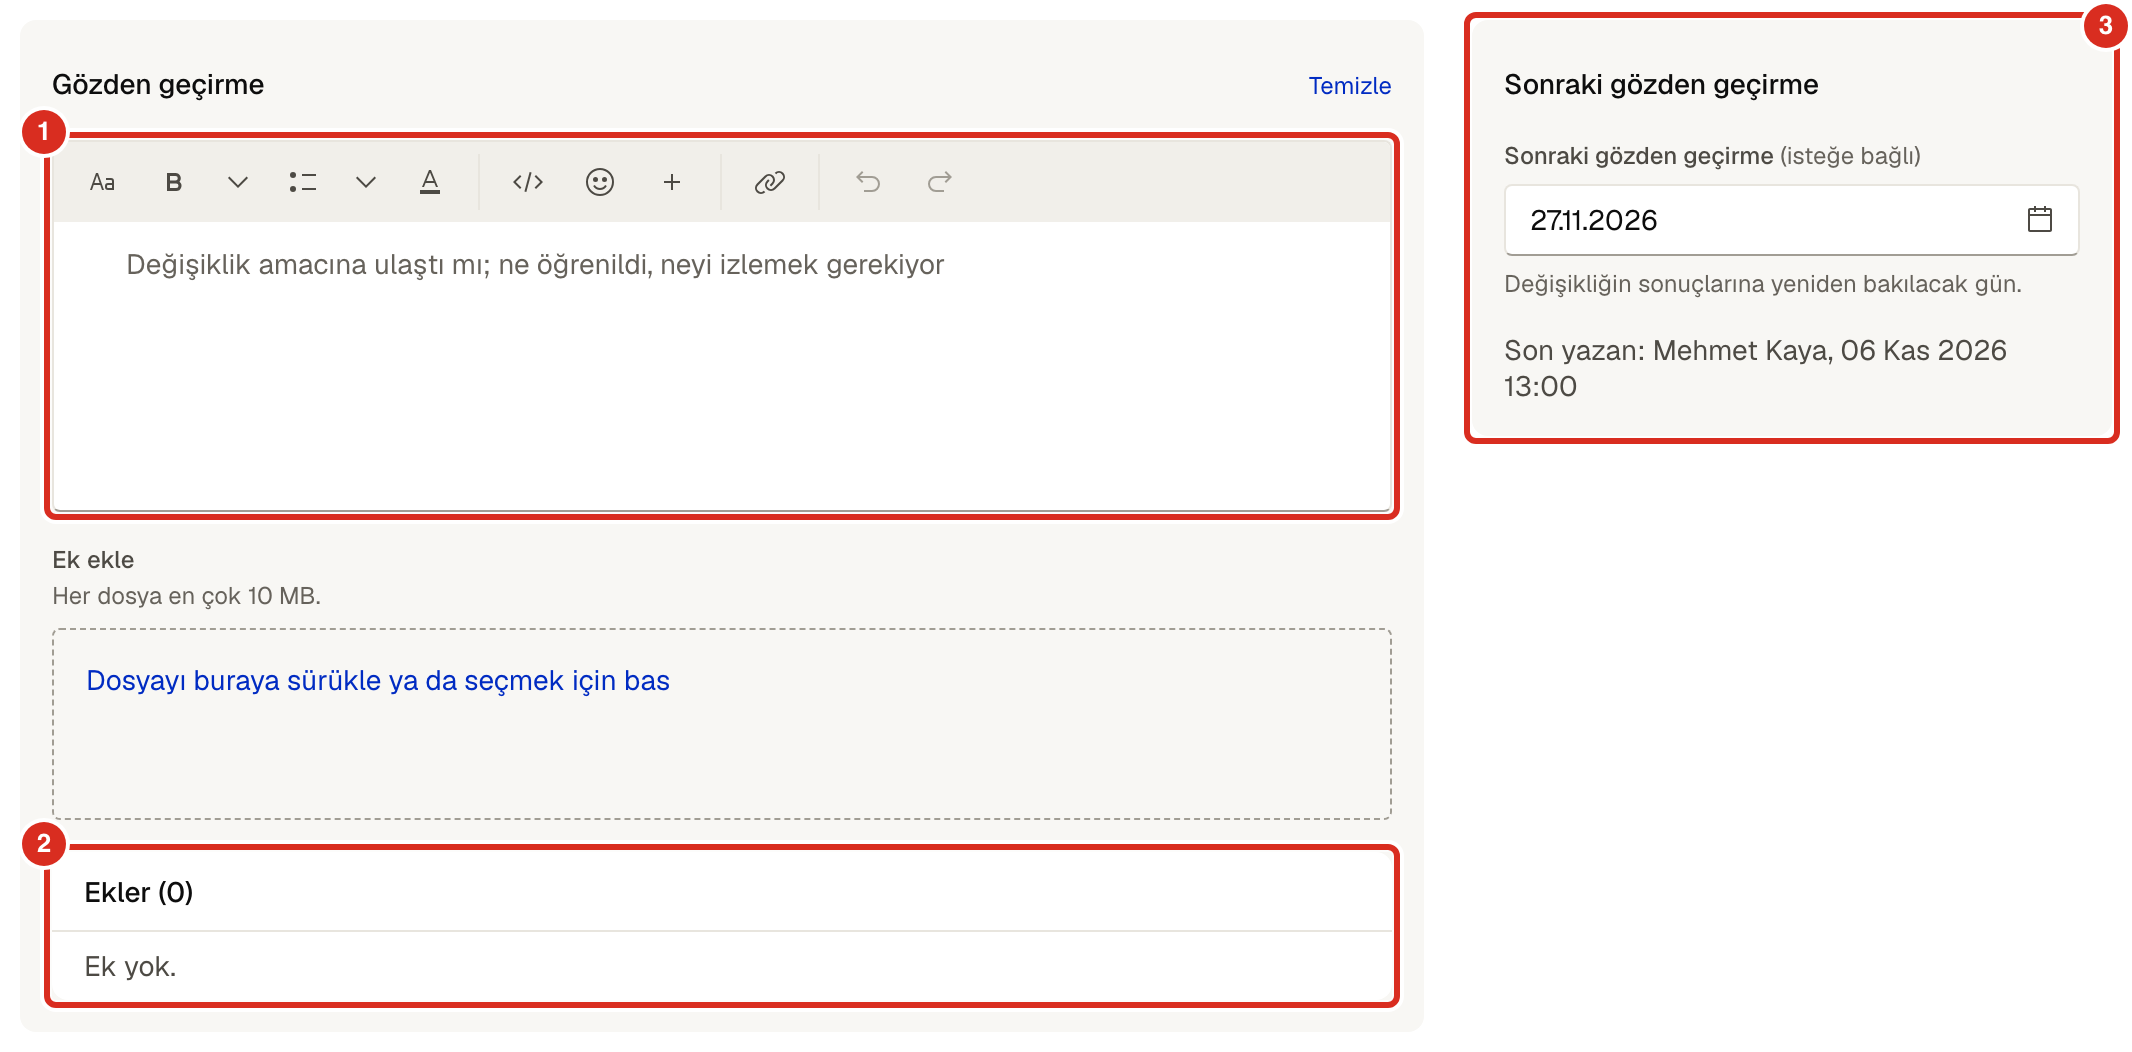 Gözden geçirme
Temizle
1
Aa B A </> +
Değişiklik amacına ulaştı mı; ne öğrenildi, neyi izlemek gerekiyor
Ek ekle
Her dosya en çok 10 MB.
Dosyayı buraya sürükle ya da seçmek için bas
2
Ekler (0)
Ek yok.
3
Sonraki gözden geçirme
Sonraki gözden geçirme (isteğe bağlı)
27.11.2026
Değişikliğin sonuçlarına yeniden bakılacak gün.
Son yazan: Mehmet Kaya, 06 Kas 2026
13:00